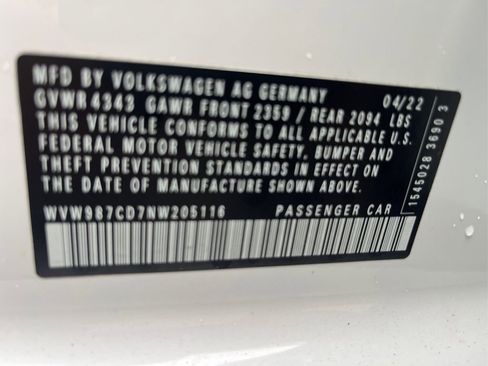 MFD BY VOLKSWAGEN AG GERMANY 04/22
GVWR 4343 GAWR FRONT 2359 / REAR 2094 LBS
THIS VEHICLE CONFORMS TO ALL APPLICABLE U.S.
FEDERAL MOTOR VEHICLE SAFETY, BUMPER AND
THEFT PREVENTION STANDARDS IN EFFECT ON
THE DATE OF MANUFACTURE SHOWN ABOVE.
WVW987CD7NW205116 PASSENGER CAR
1545028 3690 3